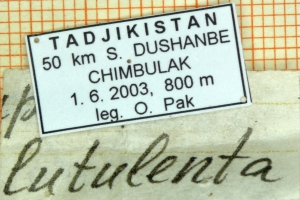 TADJIKISTAN
50 km S. DUSHANBE
CHIMBULAK
1. 6. 2003, 800 m
leg. O. Pak
lutulenta